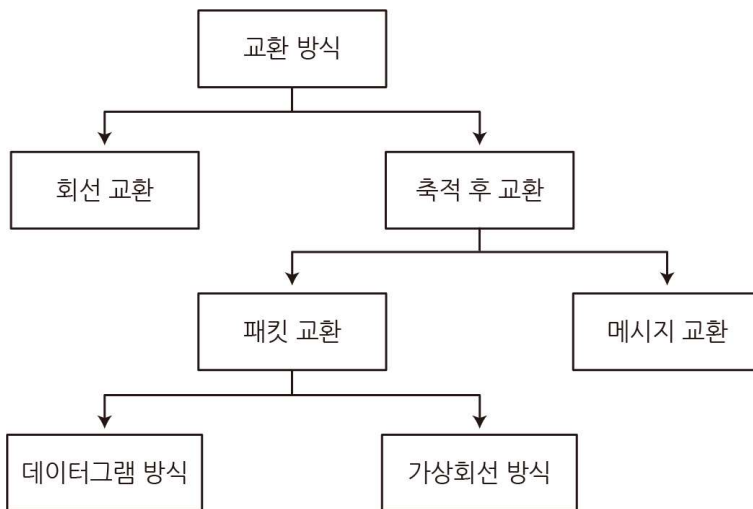 교환 방식
회선 교환
축적 후 교환
패킷 교환
메시지 교환
데이터그램 방식
가상회선 방식